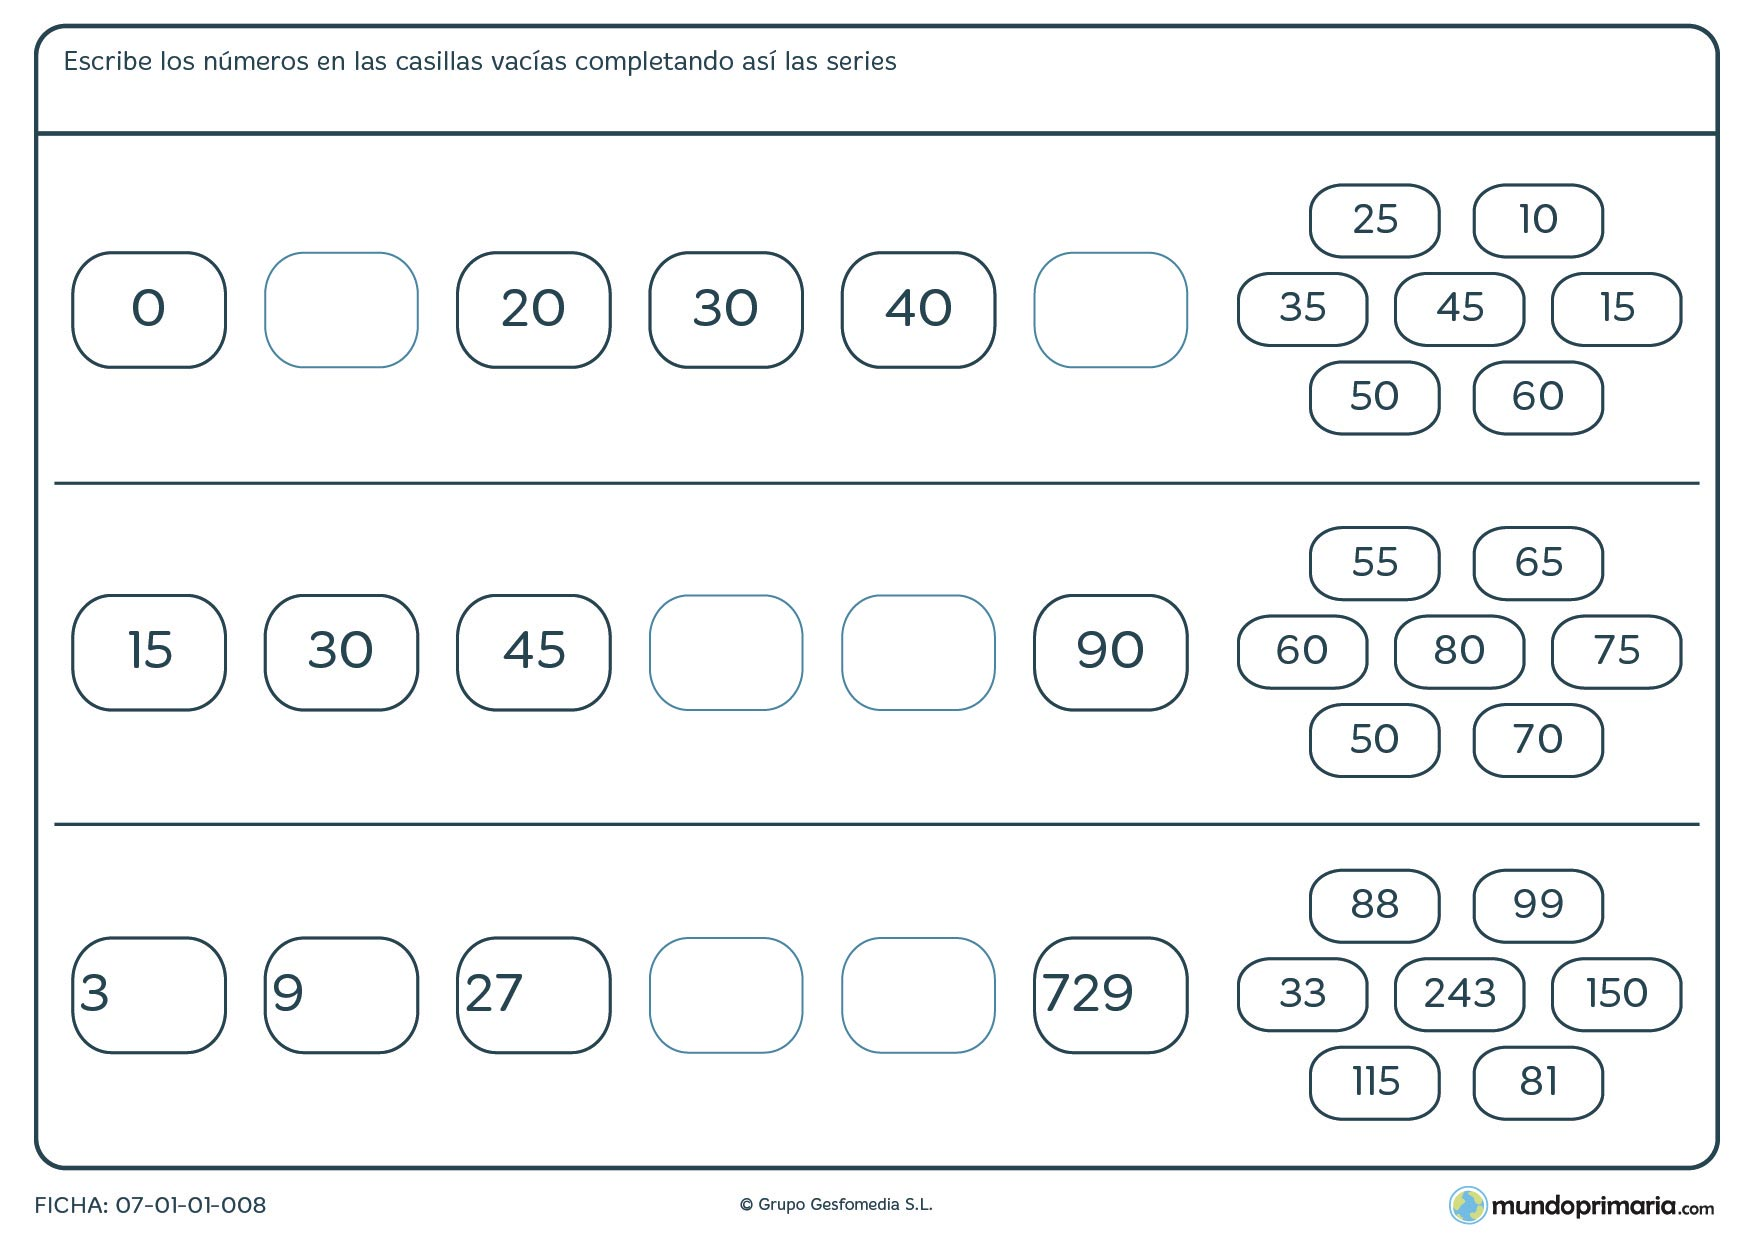 Escribe los números en las casillas vacías completando así las series
25 10
0 20 30 40 35 45 15
50 60
55 65
15 30 45 90 60 80 75
50 70
88 99
3 9 27 729 33 243 150
115 81
FICHA: 07-01-01-008 © Grupo Gesfomedia S.L. mundoprimaria.com